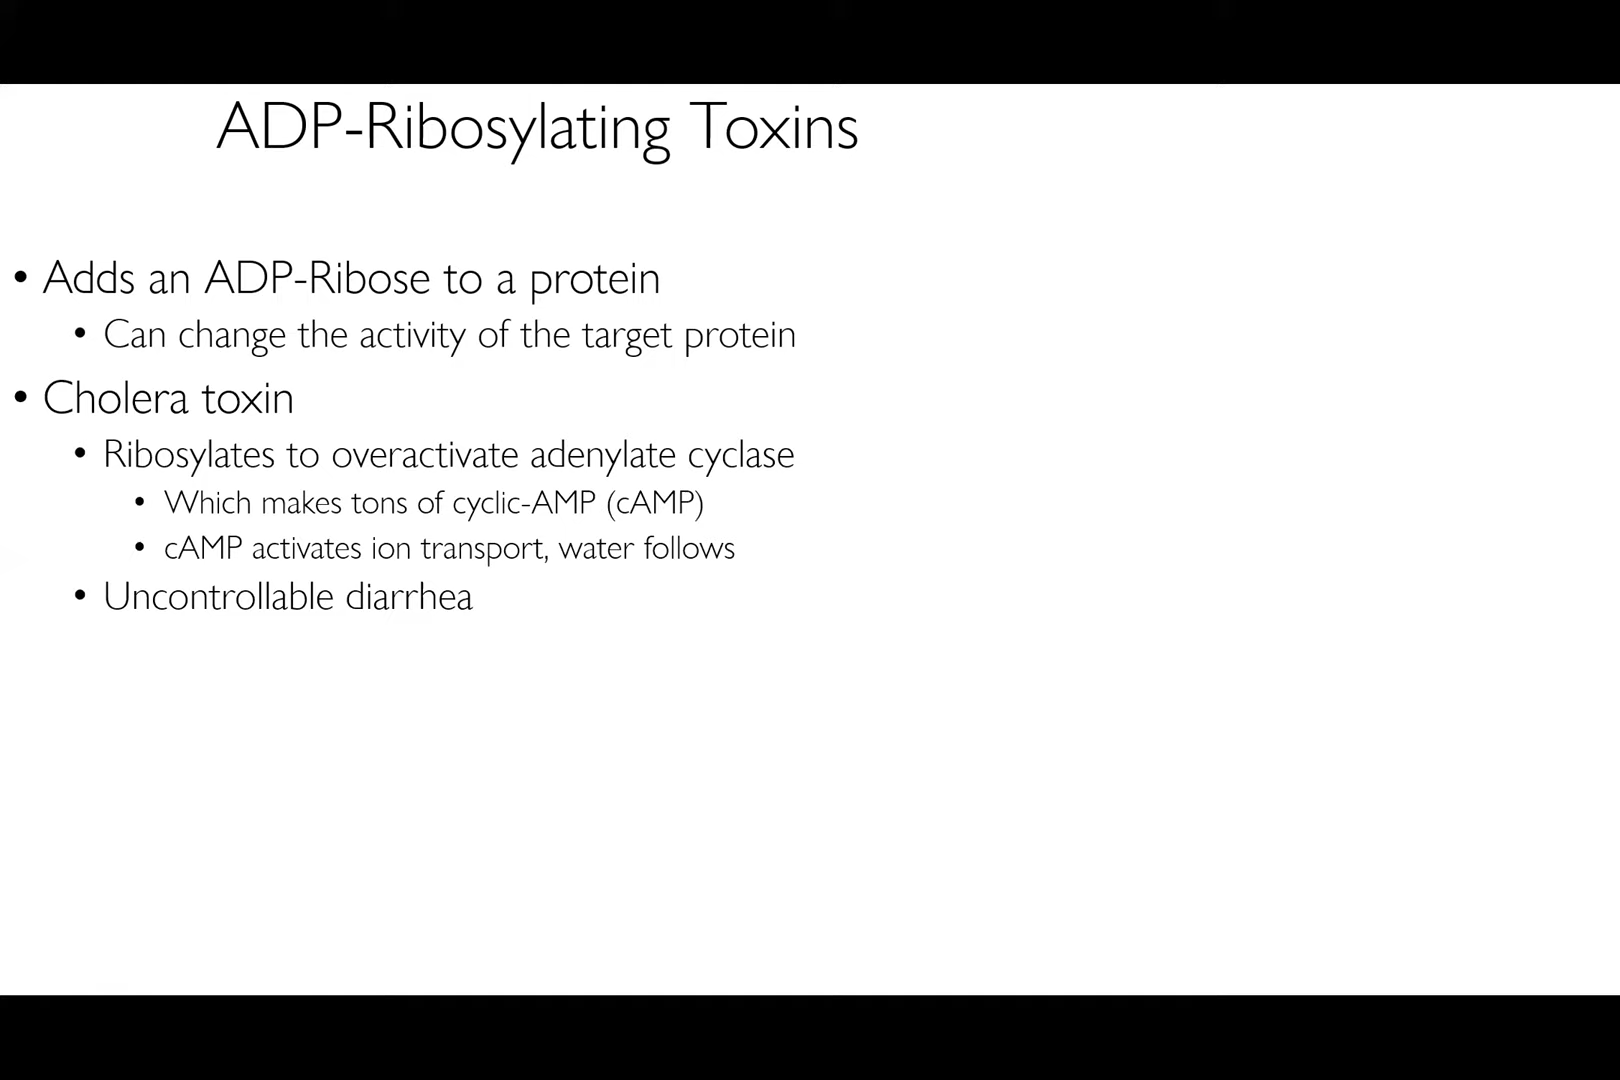 ADP-Ribosylating Toxins
• Adds an ADP-Ribose to a protein
• Can change the activity of the target protein
• Cholera toxin
• Ribosylates to overactivate adenylate cyclase
• Which makes tons of cyclic-AMP (cAMP)
• cAMP activates ion transport, water follows
• Uncontrollable diarrhea